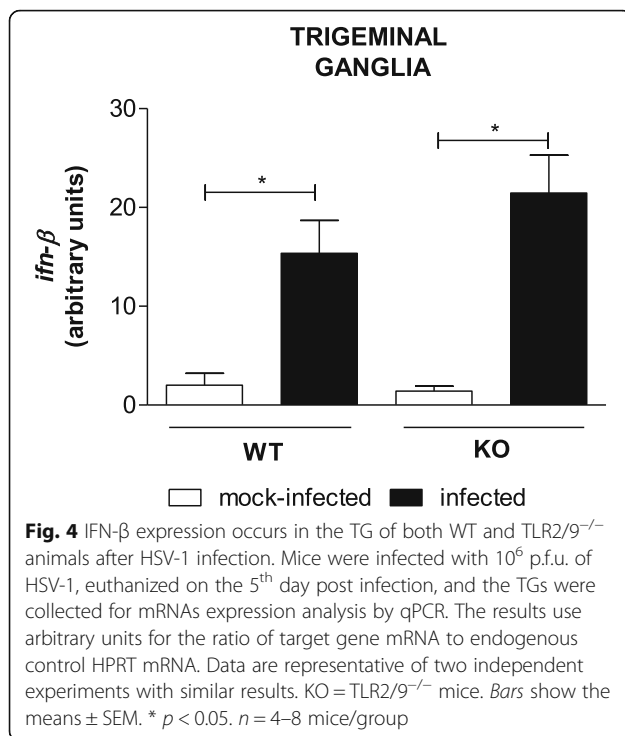 TRIGEMINAL
GANGLIA
30
20
10
0
ifn-β
(arbitrary units)
*
*
WT
KO
mock-infected
infected
Fig. 4 IFN-β expression occurs in the TG of both WT and TLR2/9⁻/⁻
animals after HSV-1 infection. Mice were infected with 10⁶ p.f.u. of
HSV-1, euthanized on the 5ᵗʰ day post infection, and the TGs were
collected for mRNAs expression analysis by qPCR. The results use
arbitrary units for the ratio of target gene mRNA to endogenous
control HPRT mRNA. Data are representative of two independent
experiments with similar results. KO = TLR2/9⁻/⁻ mice. Bars show the
means ± SEM. * p < 0.05. n = 4–8 mice/group